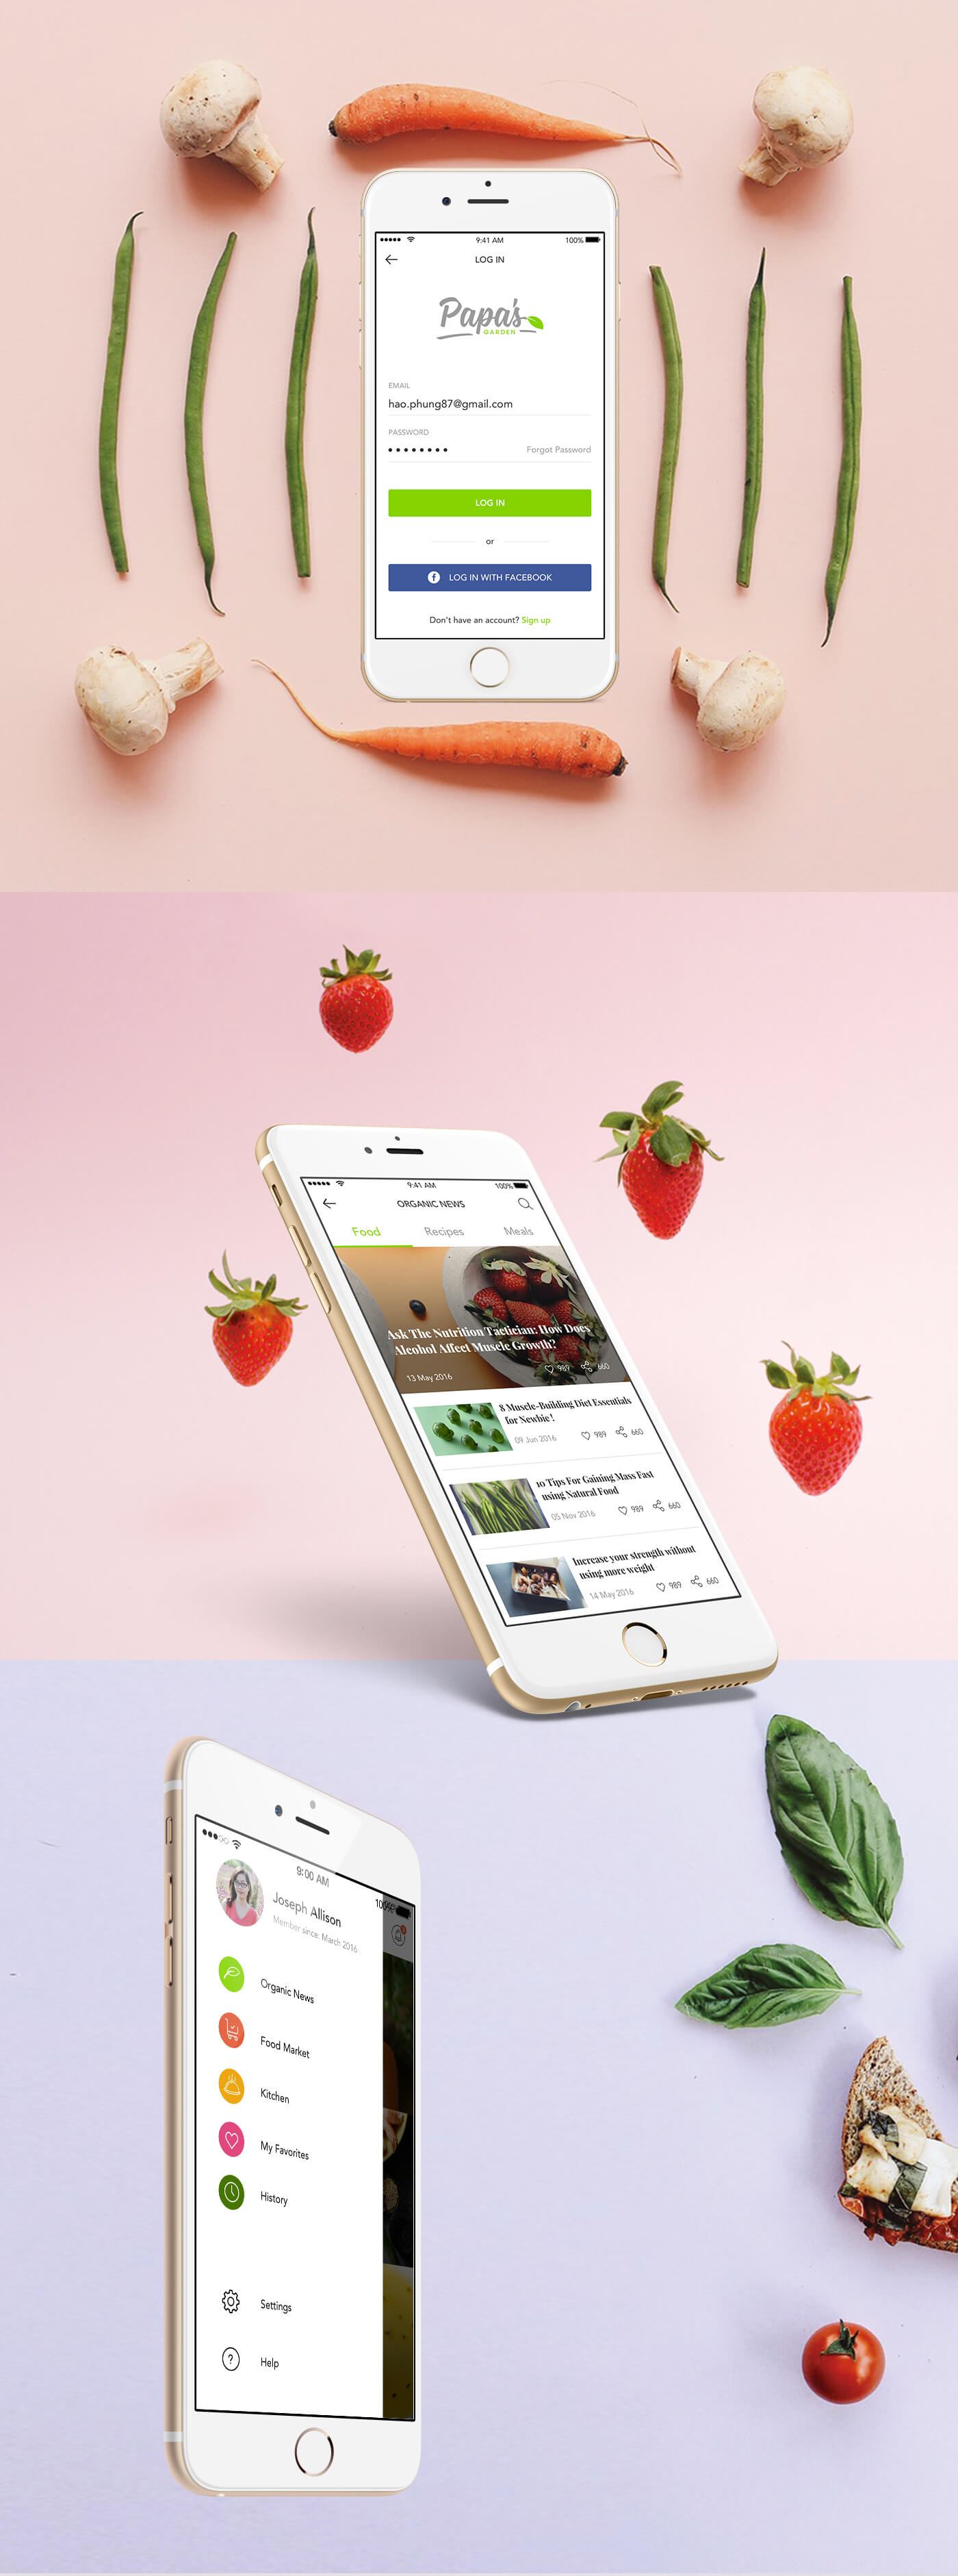 9:41 AM
100%
LOG IN
Papa's
GARDEN
EMAIL
hao.phung87@gmail.com
PASSWORD
Forgot Password
LOG IN
or
LOG IN WITH FACEBOOK
Don't have an account? Sign up
9:41 AM
100%
ORGANIC NEWS
Food
Recipes
Meals
Ask The Nutrition Tactician: How Does
Alcohol Affect Muscle Growth?
13 May 2016
989
660
8 Muscle-Building Diet Essentials
for Newbie !
09 Jun 2016
989
660
10 Tips For Gaining Mass Fast
using Natural Food
05 Nov 2016
989
660
Increase your strength without
using more weight
14 May 2016
989
660
9:00 AM
100%
Joseph Allison
Member since: March 2016
Organic News
Food Market
Kitchen
My Favorites
History
Settings
Help